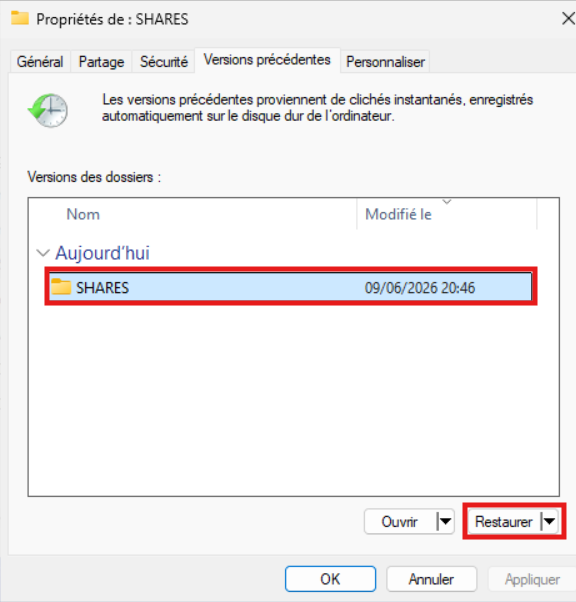 Propriétés de : SHARES
Général Partage Sécurité Versions précédentes Personnaliser
Les versions précédentes proviennent de clichés instantanés, enregistrés
automatiquement sur le disque dur de l'ordinateur.
Versions des dossiers :
Nom Modifié le
Aujourd'hui
SHARES 09/06/2026 20:46
Ouvrir Restaurer
OK Annuler Appliquer